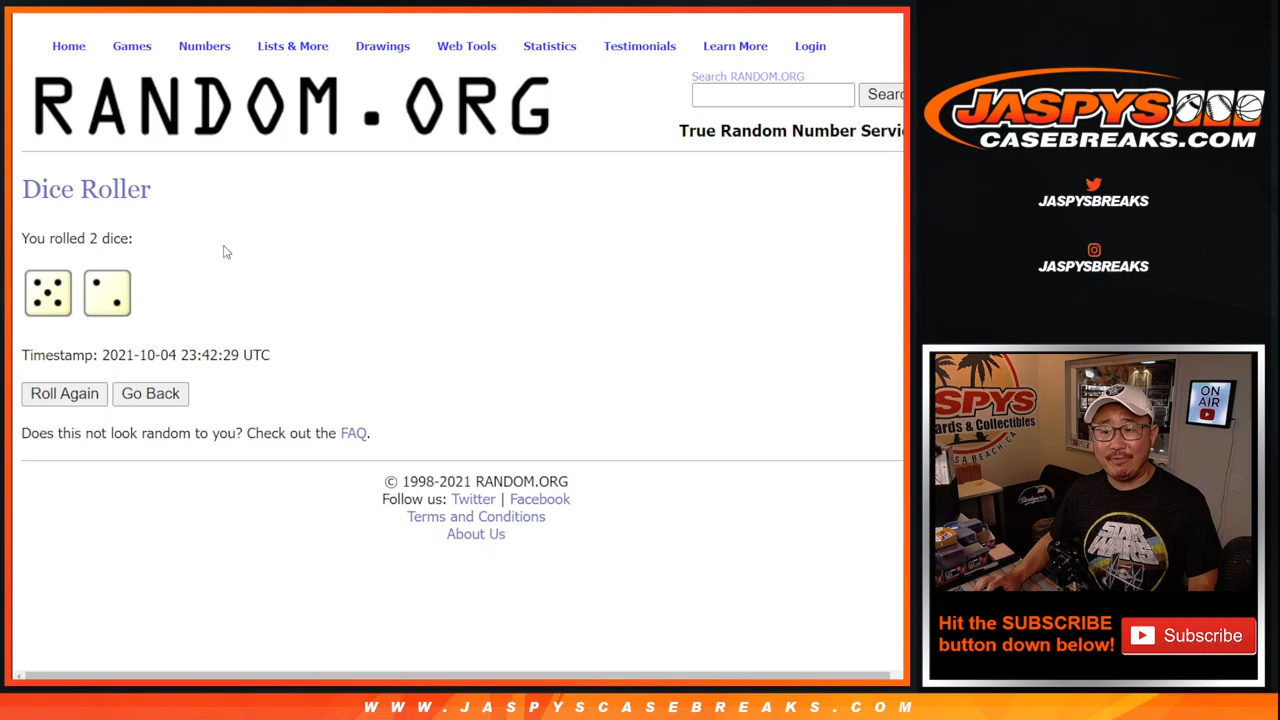 Home Games Numbers Lists & More Drawings Web Tools Statistics Testimonials Learn More Login
RANDOM.ORG
Search RANDOM.ORG
True Random Number Servi
Dice Roller
You rolled 2 dice:
Timestamp: 2021-10-04 23:42:29 UTC
Roll Again Go Back
Does this not look random to you? Check out the FAQ.
© 1998-2021 RANDOM.ORG
Follow us: Twitter | Facebook
Terms and Conditions
About Us
JASPYS
CASEBREAKS.COM
JASPYSBREAKS
JASPYSBREAKS
ON
AIR
Dodgers
STAR
WARS
Hit the SUBSCRIBE
button down below!
Subscribe
WWW.JASPYSCASEBREAKS.COM